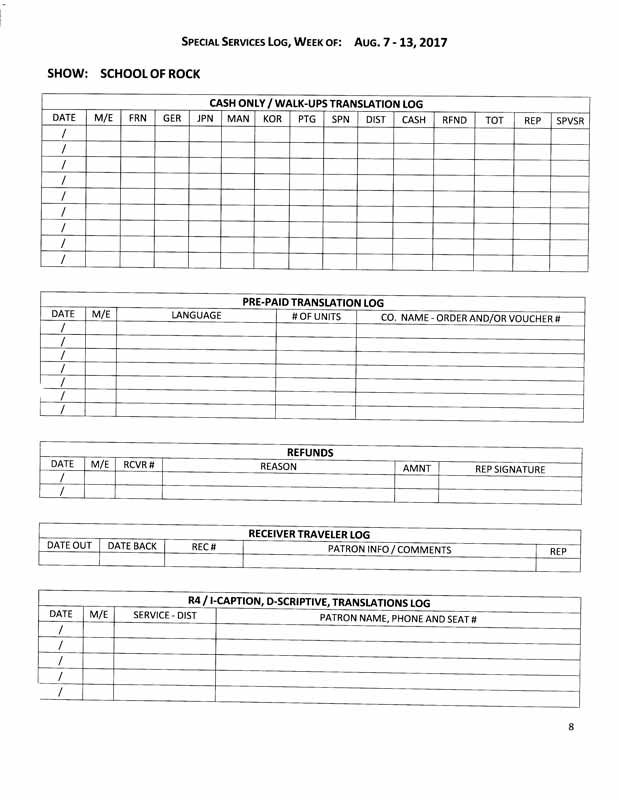 SPECIAL SERVICES LOG, WEEK OF: AUG. 7 - 13, 2017
SHOW: SCHOOL OF ROCK
CASH ONLY / WALK-UPS TRANSLATION LOG
DATE M/E FRN GER JPN MAN KOR PTG SPN DIST CASH RFND TOT REP SPVSR
/
/
/
/
/
/
/
/
/
PRE-PAID TRANSLATION LOG
DATE M/E LANGUAGE # OF UNITS CO. NAME - ORDER AND/OR VOUCHER #
/
/
/
/
/
/
/
REFUNDS
DATE M/E RCVR # REASON AMNT REP SIGNATURE
/
/
RECEIVER TRAVELER LOG
DATE OUT DATE BACK REC # PATRON INFO / COMMENTS REP
R4 / I-CAPTION, D-SCRIPTIVE, TRANSLATIONS LOG
DATE M/E SERVICE - DIST PATRON NAME, PHONE AND SEAT #
/
/
/
/
/
8